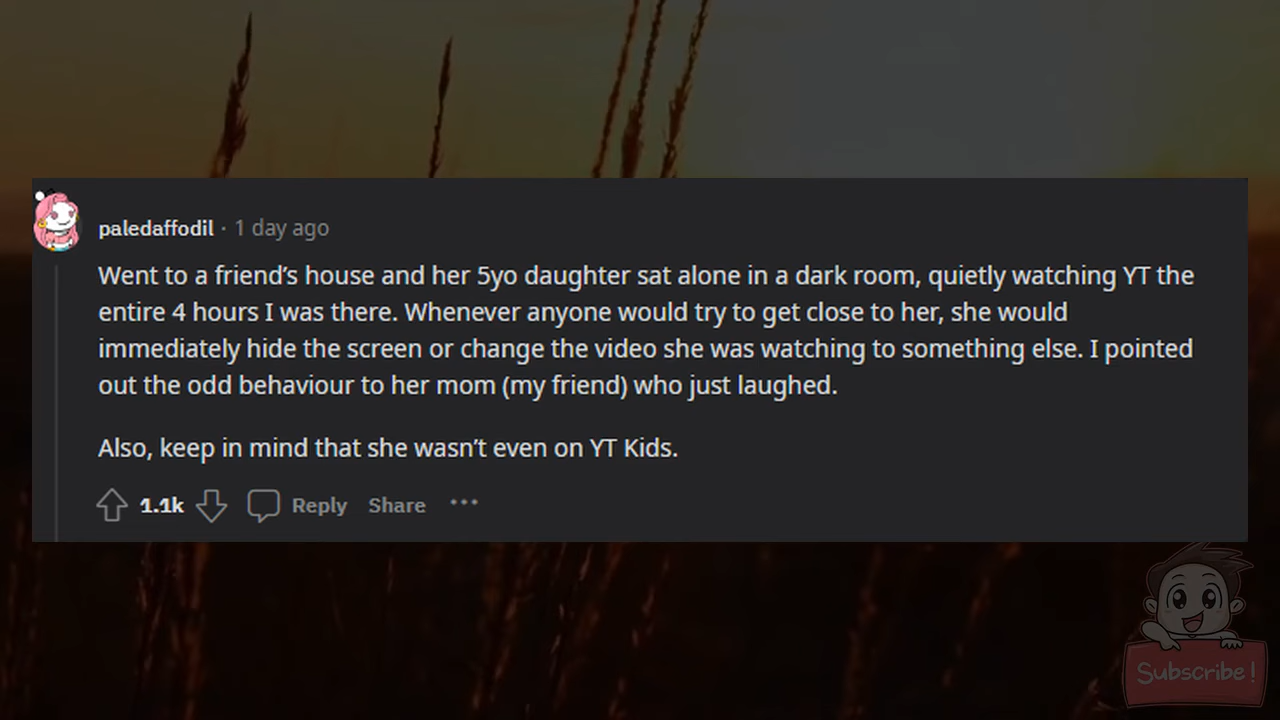 paledaffodil · 1 day ago
Went to a friend’s house and her 5yo daughter sat alone in a dark room, quietly watching YT the
entire 4 hours I was there. Whenever anyone would try to get close to her, she would
immediately hide the screen or change the video she was watching to something else. I pointed
out the odd behaviour to her mom (my friend) who just laughed.
Also, keep in mind that she wasn’t even on YT Kids.
1.1k Reply Share ···
Subscribe!